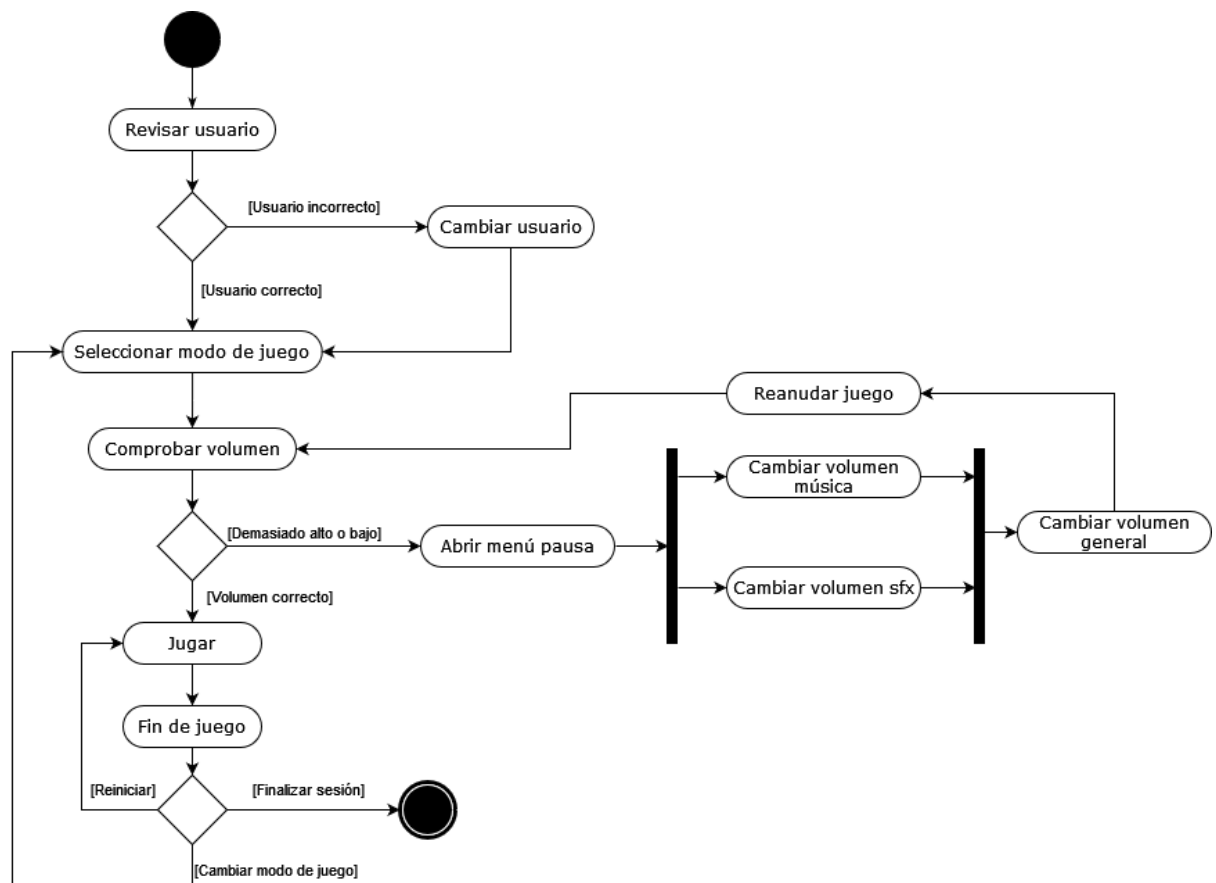 Revisar usuario
[Usuario incorrecto]
Cambiar usuario
[Usuario correcto]
Seleccionar modo de juego
Reanudar juego
Comprobar volumen
Cambiar volumen
música
[Demasiado alto o bajo]
Abrir menú pausa
Cambiar volumen
general
Cambiar volumen sfx
[Volumen correcto]
Jugar
Fin de juego
[Reiniciar]
[Finalizar sesión]
[Cambiar modo de juego]